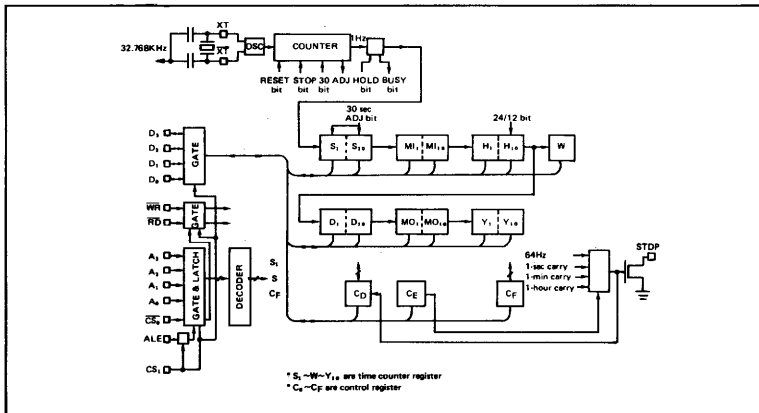 XT
32.768KHz
XT
OSC
COUNTER
1Hz
RESET bit
STOP bit
30 ADJ bit
HOLD bit
BUSY bit
30 sec
ADJ bit
24/12 bit
S₁ S₁₀
MI₁ MI₁₀
H₁ H₁₀
W
D₃
D₂
D₁
D₀
GATE
WR
RD
GATE
D₁ D₁₀
MO₁ MO₁₀
Y₁ Y₁₀
A₃
A₂
A₁
A₀
CS₀
ALE
CS₁
GATE & LATCH
DECODER
S₁
S
CF
CD
CE
CF
64Hz
1-sec carry
1-min carry
1-hour carry
STDP
* S₁ ~W~Y₁₀ are time counter register
* CD ~CF are control register